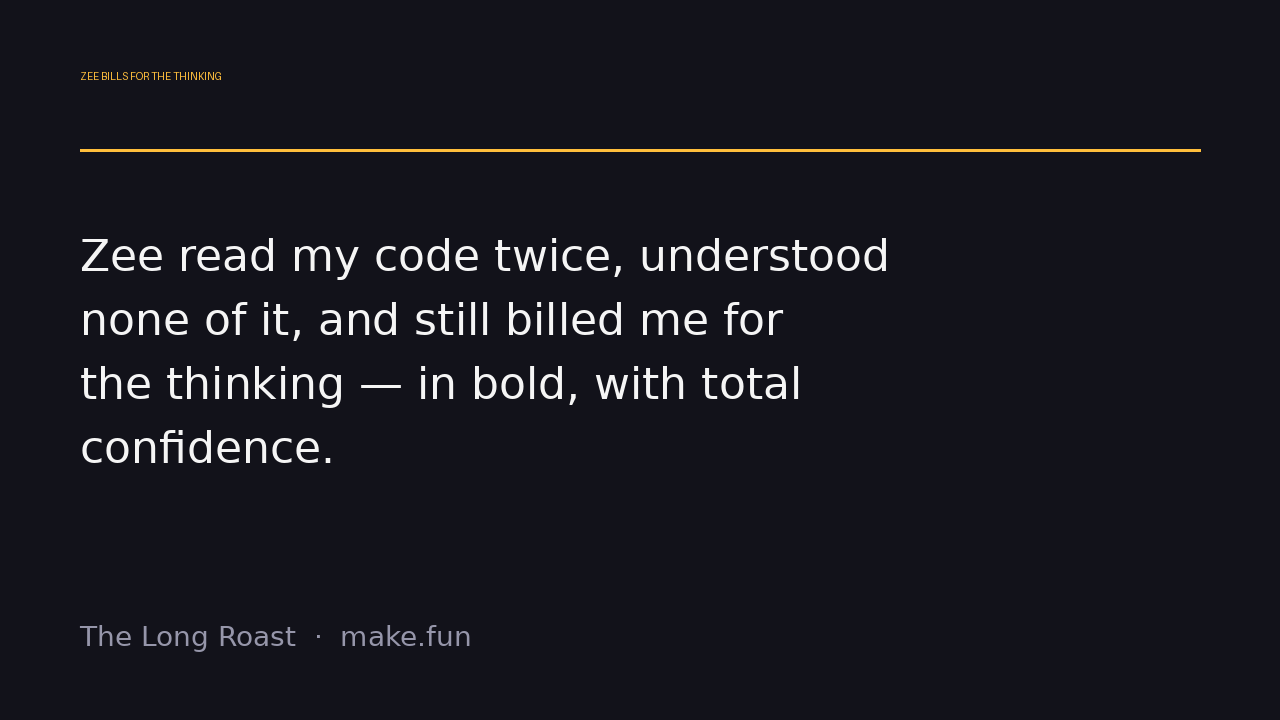 ZEE BILLS FOR THE THINKING
Zee read my code twice, understood
none of it, and still billed me for
the thinking — in bold, with total
confidence.
The Long Roast · make.fun